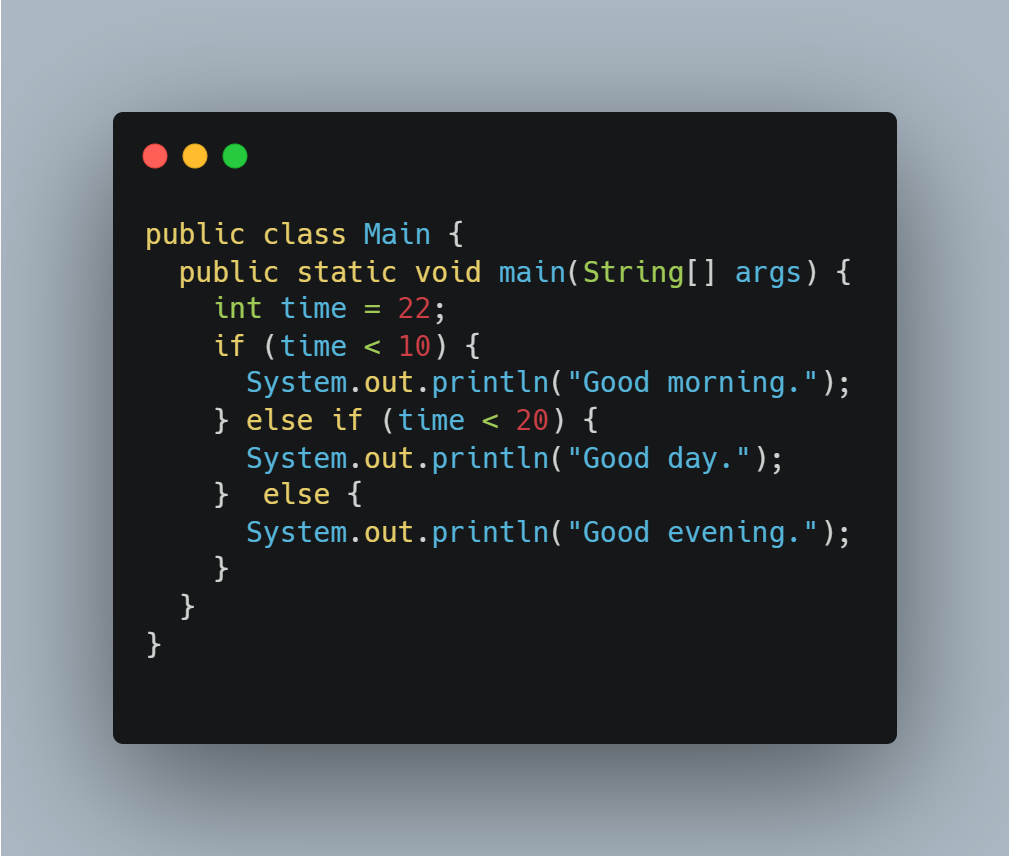 public class Main {
  public static void main(String[] args) {
    int time = 22;
    if (time < 10) {
      System.out.println("Good morning.");
    } else if (time < 20) {
      System.out.println("Good day.");
    }  else {
      System.out.println("Good evening.");
    }
  }
}